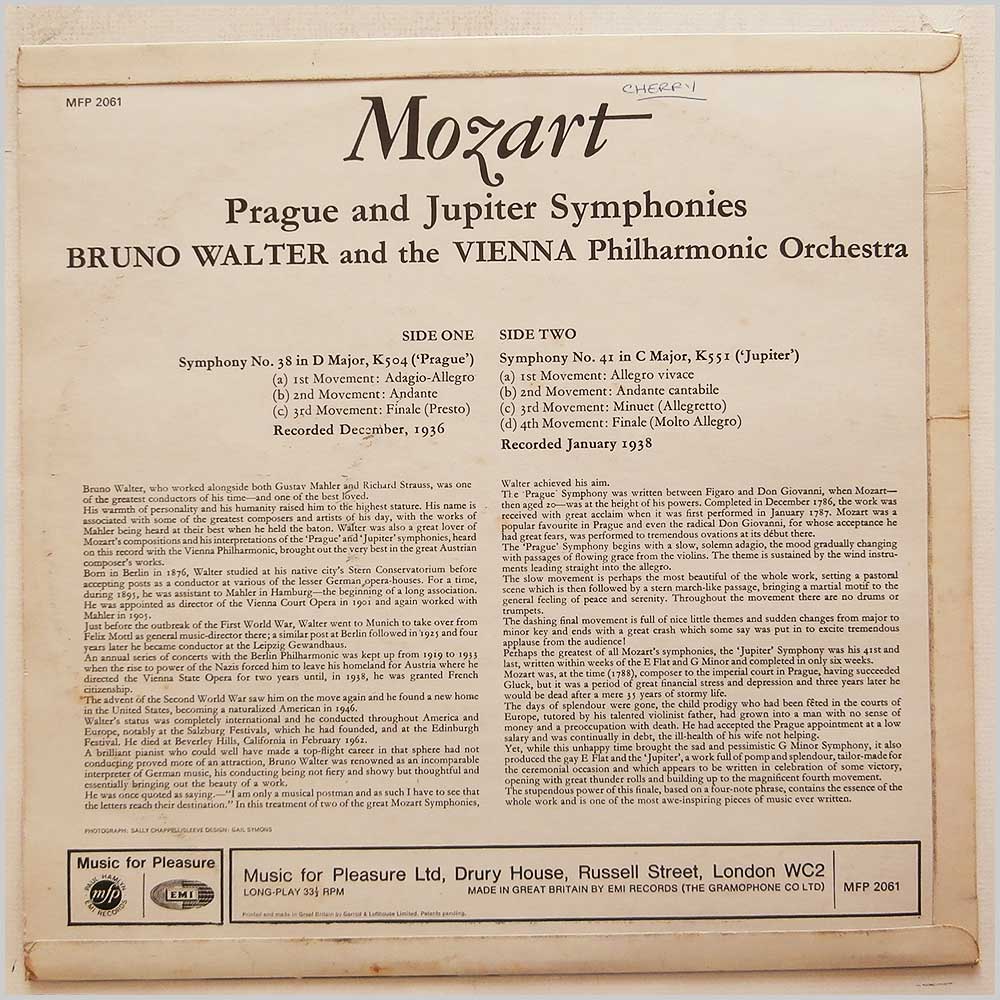 MFP 2061
CHERRY
Mozart
Prague and Jupiter Symphonies
BRUNO WALTER and the VIENNA Philharmonic Orchestra
SIDE ONE
Symphony No. 38 in D Major, K504 (‘Prague’)
(a) 1st Movement: Adagio-Allegro
(b) 2nd Movement: Andante
(c) 3rd Movement: Finale (Presto)
Recorded December, 1936
SIDE TWO
Symphony No. 41 in C Major, K551 (‘Jupiter’)
(a) 1st Movement: Allegro vivace
(b) 2nd Movement: Andante cantabile
(c) 3rd Movement: Minuet (Allegretto)
(d) 4th Movement: Finale (Molto Allegro)
Recorded January 1938
Bruno Walter, who worked alongside both Gustav Mahler and Richard Strauss, was one
of the greatest conductors of his time—and one of the best loved.
His warmth of personality and his humanity raised him to the highest stature. His name is
associated with some of the greatest composers and artists of his day, with the works of
Mahler being heard at their best when he held the baton. Walter was also a great lover of
Mozart's compositions and his interpretations of the ‘Prague’ and ‘Jupiter’ symphonies, heard
on this record with the Vienna Philharmonic, brought out the very best in the great Austrian
composer's works.
Born in Berlin in 1876, Walter studied at his native city's Stern Conservatorium before
accepting posts as a conductor at various of the lesser German opera-houses. For a time,
during 1895, he was assistant to Mahler in Hamburg—the beginning of a long association.
He was appointed as director of the Vienna Court Opera in 1901 and again worked with
Mahler in 1905.
Just before the outbreak of the First World War, Walter went to Munich to take over from
Felix Mottl as general music-director there; a similar post at Berlin followed in 1925 and four
years later he became conductor at the Leipzig Gewandhaus.
An annual series of concerts with the Berlin Philharmonic was kept up from 1919 to 1933
when the rise to power of the Nazis forced him to leave his homeland for Austria where he
directed the Vienna State Opera for two years until, in 1938, he was granted French
citizenship.
The advent of the Second World War saw him on the move again and he found a new home
in the United States, becoming a naturalized American in 1946.
Walter's status was completely international and he conducted throughout America and
Europe, notably at the Salzburg Festivals, which he had founded, and at the Edinburgh
Festival. He died at Beverley Hills, California in February 1962.
A brilliant pianist who could well have made a top-flight career in that sphere had not
conducting proved more of an attraction, Bruno Walter was renowned as an incomparable
interpreter of German music, his conducting being not fiery and showy but thoughtful and
essentially bringing out the beauty of a work.
He was once quoted as saying.—“I am only a musical postman and as such I have to see that
the letters reach their destination.” In this treatment of two of the great Mozart Symphonies,
Walter achieved his aim.
The ‘Prague’ Symphony was written between Figaro and Don Giovanni, when Mozart—
then aged 20—was at the height of his powers. Completed in December 1786, the work was
received with great acclaim when it was first performed in January 1787. Mozart was a
popular favourite in Prague and even the radical Don Giovanni, for whose acceptance he
had great fears, was performed to tremendous ovations at its début there.
The ‘Prague’ Symphony begins with a slow, solemn adagio, the mood gradually changing
with passages of flowing grace from the violins. The theme is sustained by the wind instru-
ments leading straight into the allegro.
The slow movement is perhaps the most beautiful of the whole work, setting a pastoral
scene which is then followed by a stern march-like passage, bringing a martial motif to the
general feeling of peace and serenity. Throughout the movement there are no drums or
trumpets.
The dashing final movement is full of nice little themes and sudden changes from major to
minor key and ends with a great crash which some say was put in to excite tremendous
applause from the audience!
Perhaps the greatest of all Mozart's symphonies, the ‘Jupiter’ Symphony was his 41st and
last, written within weeks of the E Flat and G Minor and completed in only six weeks.
Mozart was, at the time (1788), composer to the imperial court in Prague, having succeeded
Gluck, but it was a period of great financial stress and depression and three years later he
would be dead after a mere 35 years of stormy life.
The days of splendour were gone, the child prodigy who had been fêted in the courts of
Europe, tutored by his talented violinist father, had grown into a man with no sense of
money and a preoccupation with death. He had accepted the Prague appointment at a low
salary and was continually in debt, the ill-health of his wife not helping.
Yet, while this unhappy time brought the sad and pessimistic G Minor Symphony, it also
produced the gay E Flat and the ‘Jupiter’, a work full of pomp and splendour, tailor-made for
the ceremonial occasion and which appears to be written in celebration of some victory,
opening with great thunder rolls and building up to the magnificent fourth movement.
The stupendous power of this finale, based on a four-note phrase, contains the essence of the
whole work and is one of the most awe-inspiring pieces of music ever written.
PHOTOGRAPH: SALLY CHAPPELL/SLEEVE DESIGN: GAIL SYMONS
Music for Pleasure
PAUL HAMLYN
mfp
EMI RECORDS
EMI
Music for Pleasure Ltd, Drury House, Russell Street, London WC2
LONG-PLAY 33⅓ RPM
MADE IN GREAT BRITAIN BY EMI RECORDS (THE GRAMOPHONE CO LTD)
Printed and made in Great Britain by Garrod & Lofthouse Limited. Patents pending.
MFP 2061